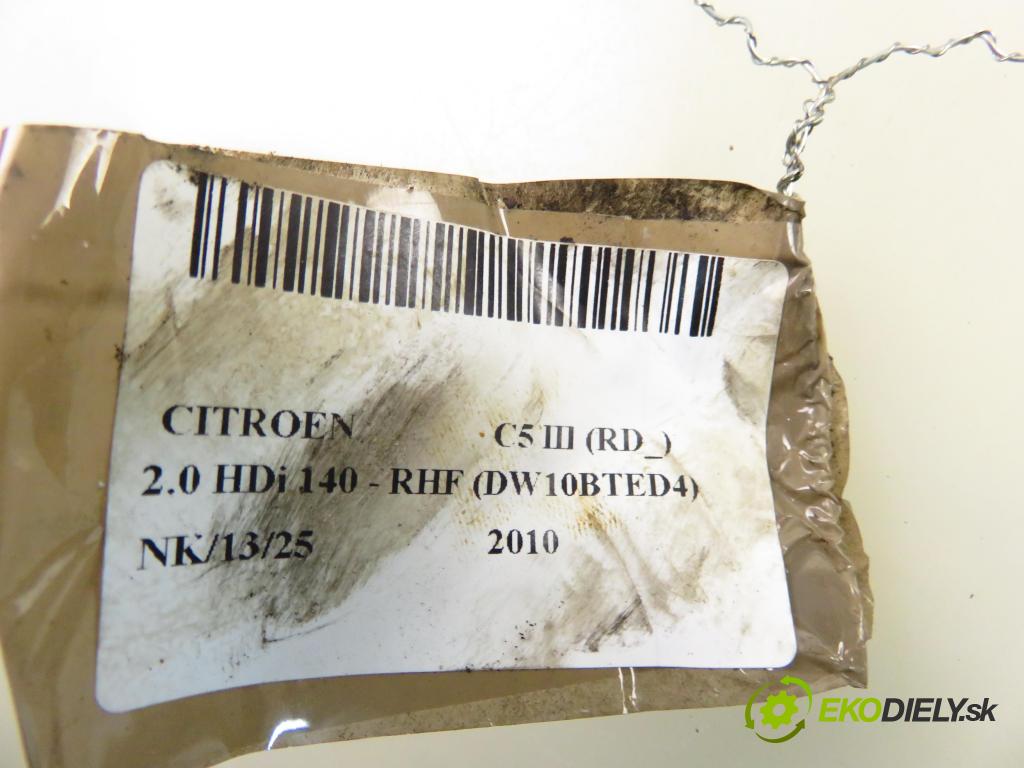 CITROEN C5 III (RD_)
2.0 HDi 140 - RHF (DW10BTED4)
NK/13/25 2010
EKODIELY.sk